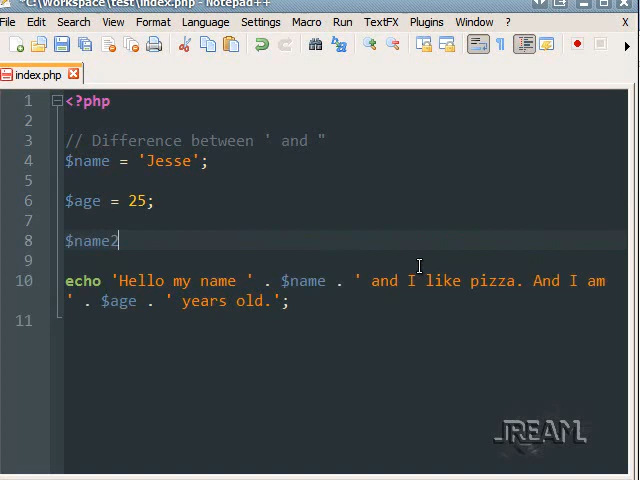 *C:\Workspace\test\index.php - Notepad++
File Edit Search View Format Language Settings Macro Run TextFX Plugins Window ? X
index.php
1 <?php
2
3 // Difference between ' and "
4 $name = 'Jesse';
5
6 $age = 25;
7
8 $name2
9
10 echo 'Hello my name ' . $name . ' and I like pizza. And I am
' . $age . ' years old.';
11
JREAM